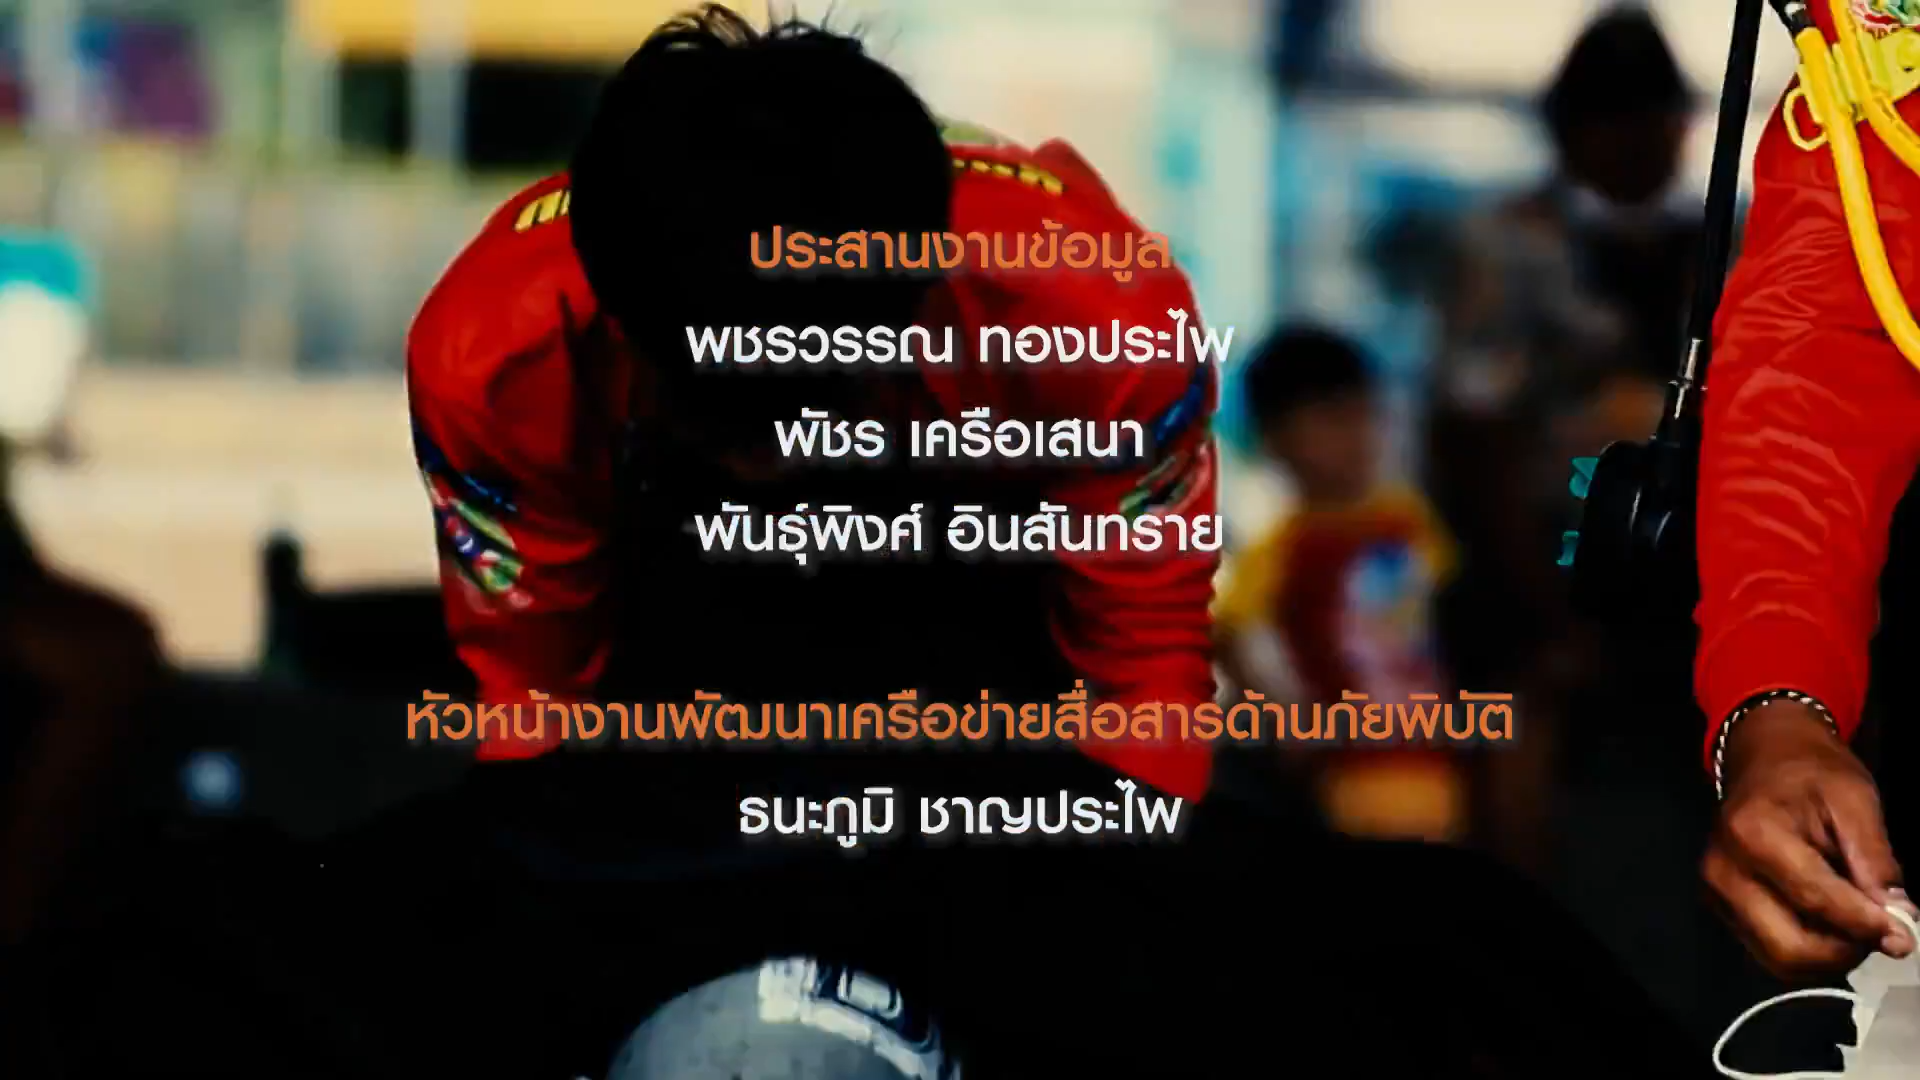 ประสานงานข้อมูล
พชรวรรณ ทองประไพ
พัชร เครือเสนา
พันธุ์พิงศ์ อินสันทราย
หัวหน้างานพัฒนาเครือข่ายสื่อสารด้านภัยพิบัติ
ธนะภูมิ ชาญประไพ